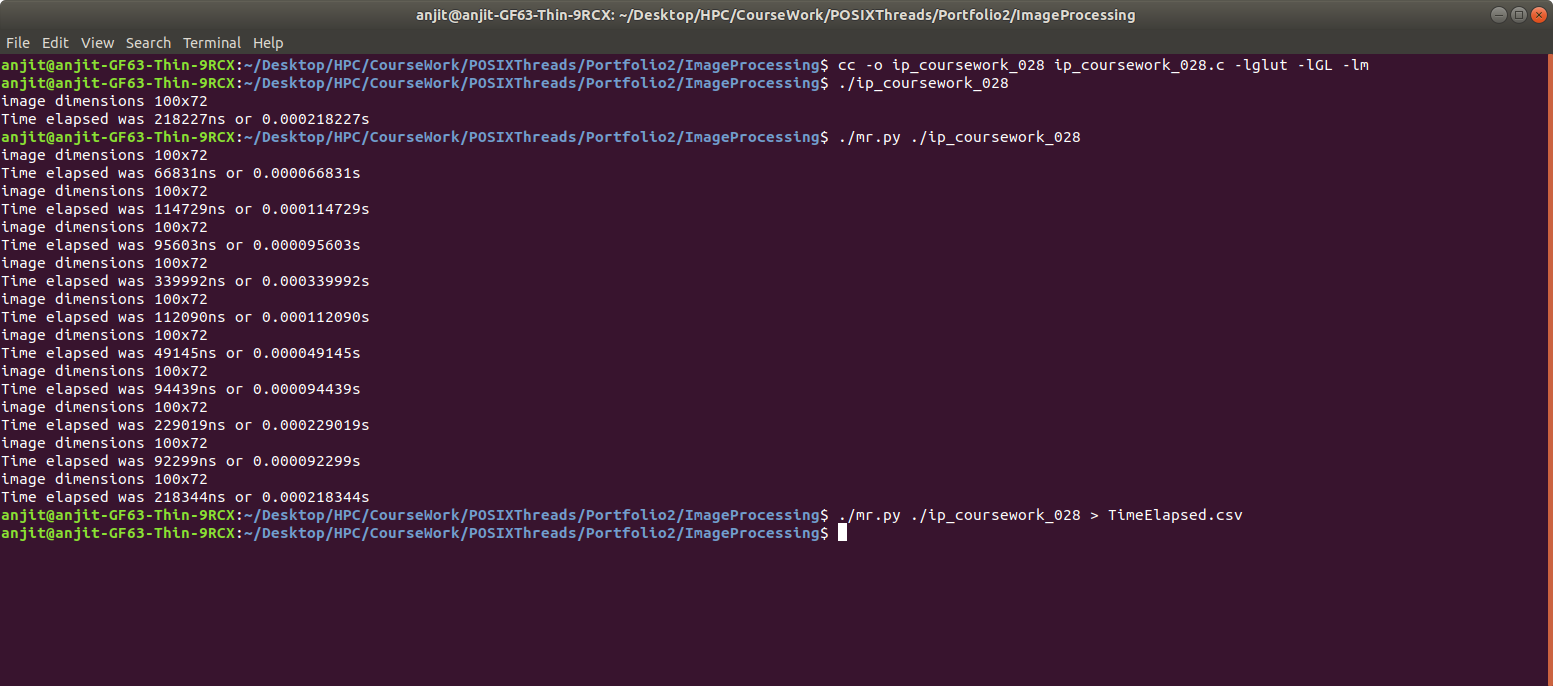 anjit@anjit-GF63-Thin-9RCX: ~/Desktop/HPC/CourseWork/POSIXThreads/Portfolio2/ImageProcessing
File Edit View Search Terminal Help
anjit@anjit-GF63-Thin-9RCX:~/Desktop/HPC/CourseWork/POSIXThreads/Portfolio2/ImageProcessing$ cc -o ip_coursework_028 ip_coursework_028.c -lglut -lGL -lm
anjit@anjit-GF63-Thin-9RCX:~/Desktop/HPC/CourseWork/POSIXThreads/Portfolio2/ImageProcessing$ ./ip_coursework_028
image dimensions 100x72
Time elapsed was 218227ns or 0.000218227s
anjit@anjit-GF63-Thin-9RCX:~/Desktop/HPC/CourseWork/POSIXThreads/Portfolio2/ImageProcessing$ ./mr.py ./ip_coursework_028
image dimensions 100x72
Time elapsed was 66831ns or 0.000066831s
image dimensions 100x72
Time elapsed was 114729ns or 0.000114729s
image dimensions 100x72
Time elapsed was 95603ns or 0.000095603s
image dimensions 100x72
Time elapsed was 339992ns or 0.000339992s
image dimensions 100x72
Time elapsed was 112090ns or 0.000112090s
image dimensions 100x72
Time elapsed was 49145ns or 0.000049145s
image dimensions 100x72
Time elapsed was 94439ns or 0.000094439s
image dimensions 100x72
Time elapsed was 229019ns or 0.000229019s
image dimensions 100x72
Time elapsed was 92299ns or 0.000092299s
image dimensions 100x72
Time elapsed was 218344ns or 0.000218344s
anjit@anjit-GF63-Thin-9RCX:~/Desktop/HPC/CourseWork/POSIXThreads/Portfolio2/ImageProcessing$ ./mr.py ./ip_coursework_028 > TimeElapsed.csv
anjit@anjit-GF63-Thin-9RCX:~/Desktop/HPC/CourseWork/POSIXThreads/Portfolio2/ImageProcessing$